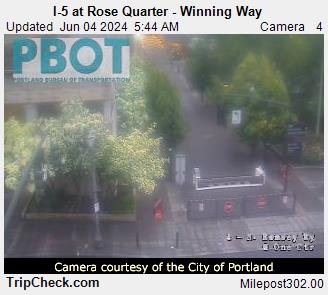 I-5 at Rose Quarter - Winning Way
Updated Jun 04 2024 5:44 AM Camera 4
PBOT
PORTLAND BUREAU OF TRANSPORTATION
Camera courtesy of the City of Portland
TripCheck.com Milepost302.00